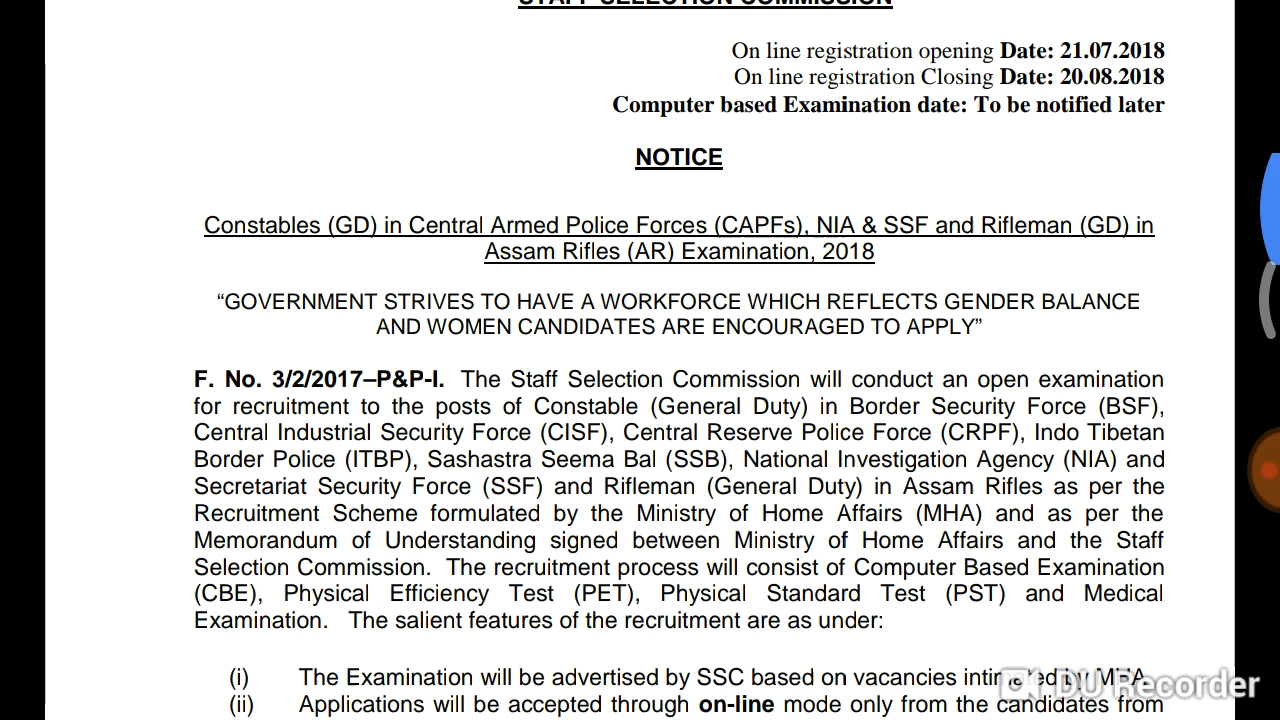 STAFF SELECTION COMMISSION
On line registration opening Date: 21.07.2018
On line registration Closing Date: 20.08.2018
Computer based Examination date: To be notified later
NOTICE
Constables (GD) in Central Armed Police Forces (CAPFs), NIA & SSF and Rifleman (GD) in
Assam Rifles (AR) Examination, 2018
“GOVERNMENT STRIVES TO HAVE A WORKFORCE WHICH REFLECTS GENDER BALANCE
AND WOMEN CANDIDATES ARE ENCOURAGED TO APPLY”
F. No. 3/2/2017–P&P-I. The Staff Selection Commission will conduct an open examination
for recruitment to the posts of Constable (General Duty) in Border Security Force (BSF),
Central Industrial Security Force (CISF), Central Reserve Police Force (CRPF), Indo Tibetan
Border Police (ITBP), Sashastra Seema Bal (SSB), National Investigation Agency (NIA) and
Secretariat Security Force (SSF) and Rifleman (General Duty) in Assam Rifles as per the
Recruitment Scheme formulated by the Ministry of Home Affairs (MHA) and as per the
Memorandum of Understanding signed between Ministry of Home Affairs and the Staff
Selection Commission. The recruitment process will consist of Computer Based Examination
(CBE), Physical Efficiency Test (PET), Physical Standard Test (PST) and Medical
Examination. The salient features of the recruitment are as under:
(i) The Examination will be advertised by SSC based on vacancies intimated by MHA.
(ii) Applications will be accepted through on-line mode only from the candidates from
DU Recorder